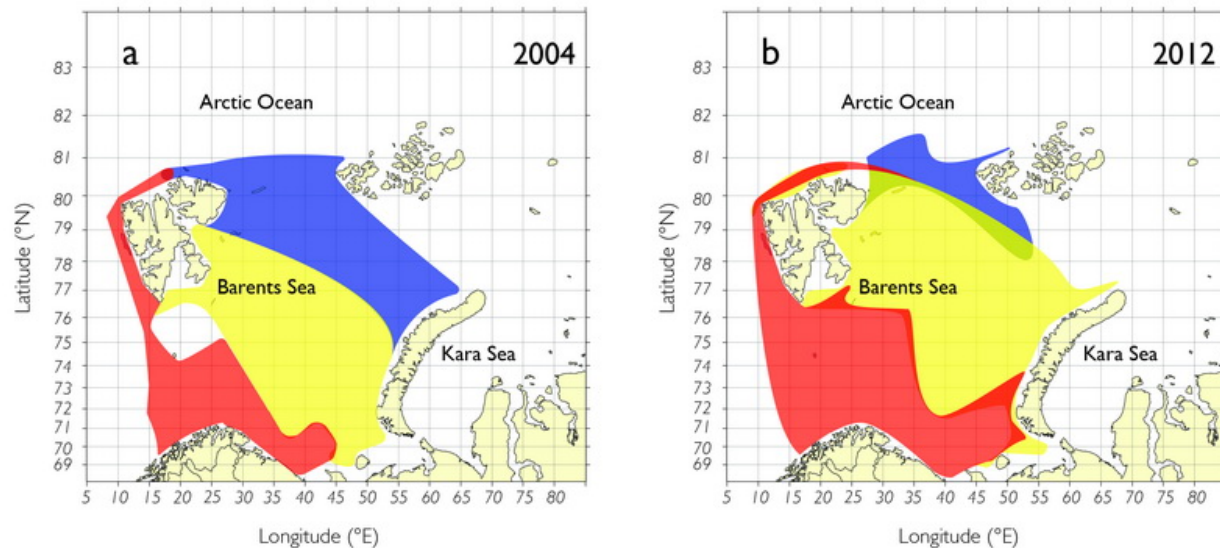 a 2004
Arctic Ocean
Barents Sea
Kara Sea
83
82
81
80
79
78
77
76
75
74
73
72
71
70
69
Latitude (°N)
5 10 15 20 25 30 35 40 45 50 55 60 65 70 75 80
Longitude (°E)
b 2012
Arctic Ocean
Barents Sea
Kara Sea
83
82
81
80
79
78
77
76
75
74
73
72
71
70
69
Latitude (°N)
5 10 15 20 25 30 35 40 45 50 55 60 65 70 75 80
Longitude (°E)